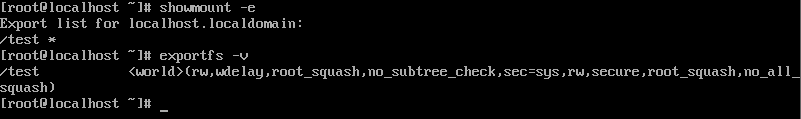 [root@localhost ~]# showmount -e
Export list for localhost.localdomain:
/test *
[root@localhost ~]# exportfs -v
/test           <world>(rw,wdelay,root_squash,no_subtree_check,sec=sys,rw,secure,root_squash,no_all_
squash)
[root@localhost ~]# _